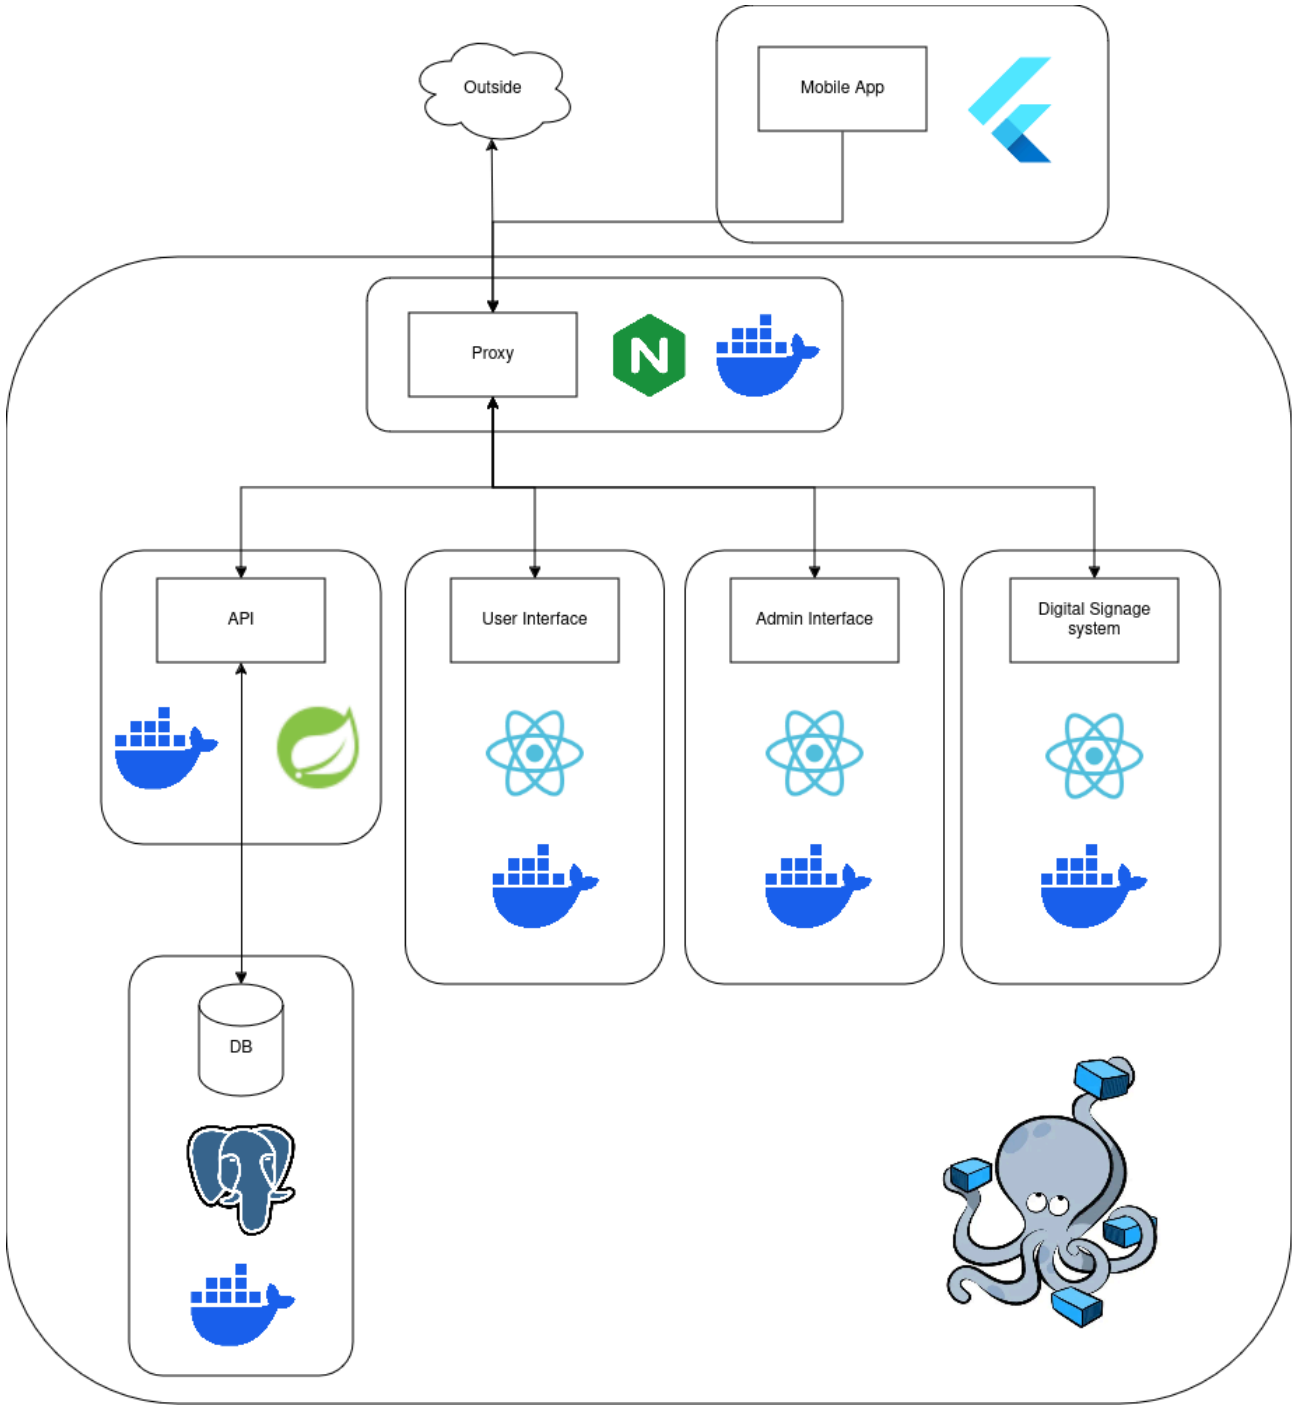 Outside
Mobile App
Proxy
N
API
User Interface
Admin Interface
Digital Signage
system
DB